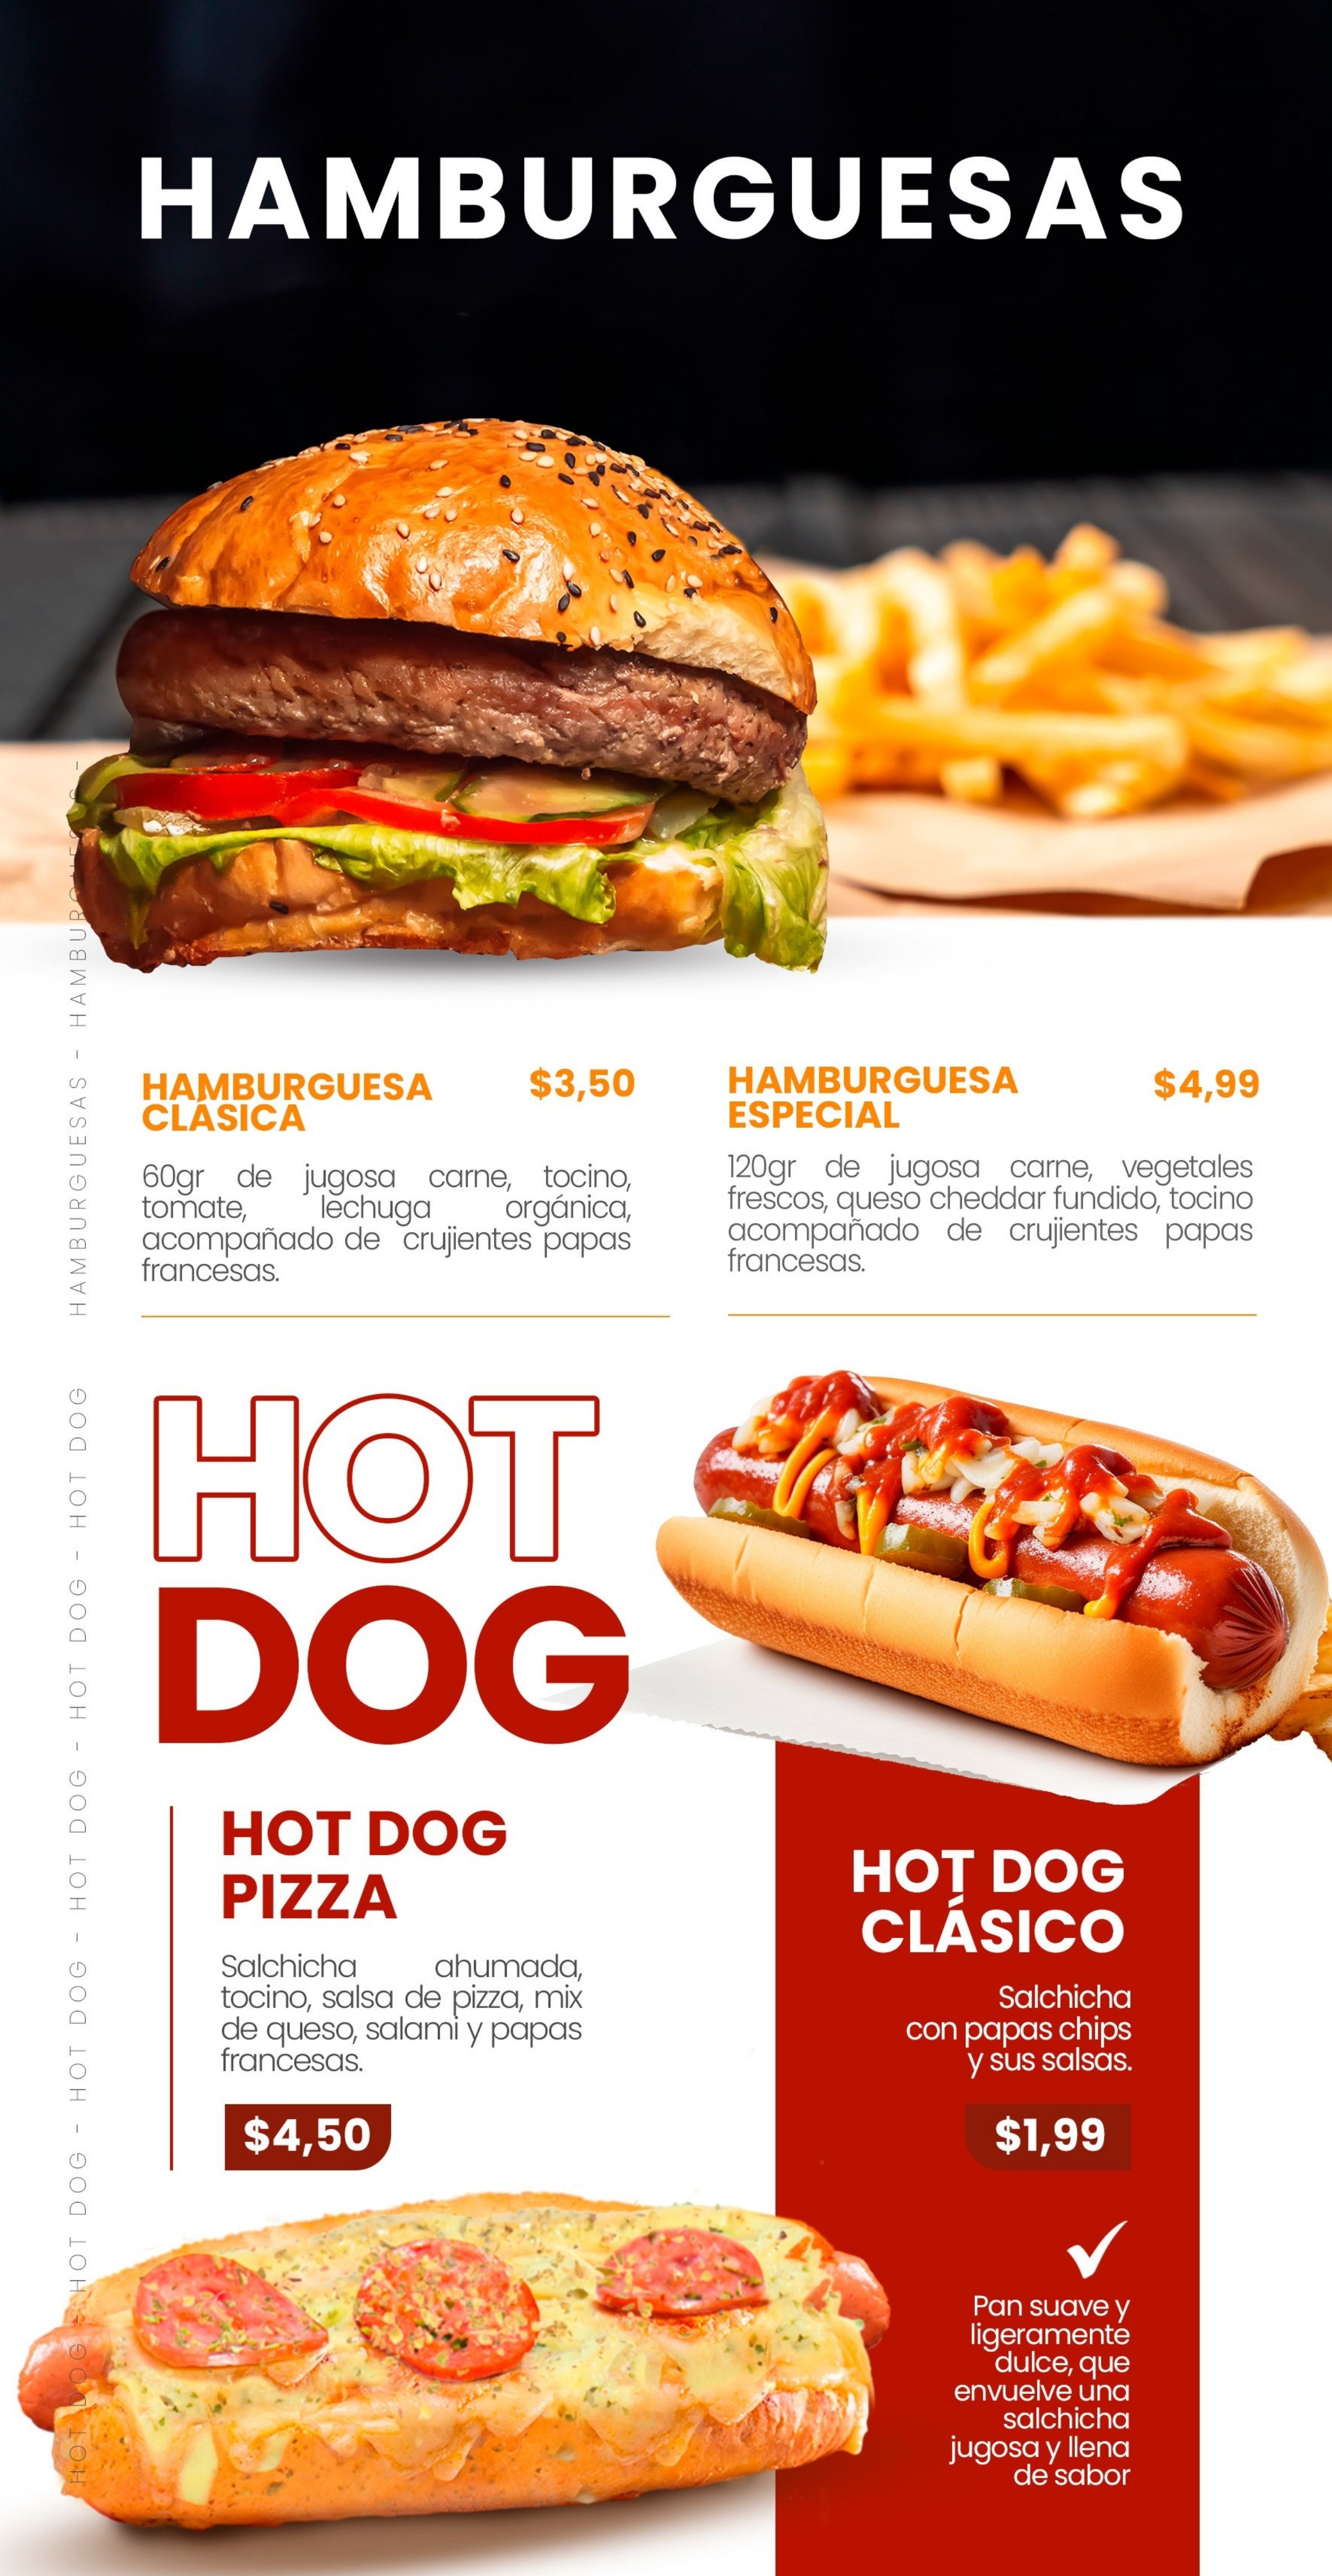 HAMBURGUESAS
HAMBURGUESAS - HAMBURGUESAS -
HAMBURGUESA
CLÁSICA
$3,50
60gr de jugosa carne, tocino,
tomate, lechuga orgánica,
acompañado de crujientes papas
francesas.
HAMBURGUESA
ESPECIAL
$4,99
120gr de jugosa carne, vegetales
frescos, queso cheddar fundido, tocino
acompañado de crujientes papas
francesas.
HOT DOG - HOT DOG - HOT DOG - HOT DOG - HOT DOG - HOT DOG
HOT
DOG
HOT DOG
PIZZA
Salchicha ahumada,
tocino, salsa de pizza, mix
de queso, salami y papas
francesas.
$4,50
HOT DOG
CLÁSICO
Salchicha
con papas chips
y sus salsas.
$1,99
Pan suave y
ligeramente
dulce, que
envuelve una
salchicha
jugosa y llena
de sabor